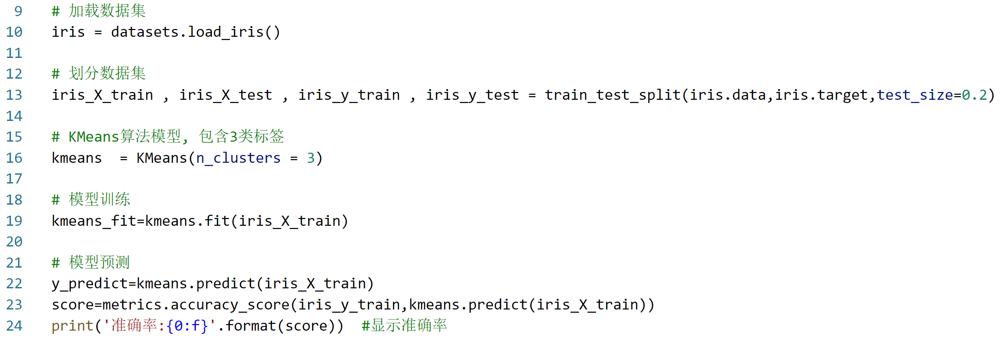 9 # 加载数据集
10 iris = datasets.load_iris()
11
12 # 划分数据集
13 iris_X_train , iris_X_test , iris_y_train , iris_y_test = train_test_split(iris.data,iris.target,test_size=0.2)
14
15 # KMeans算法模型, 包含3类标签
16 kmeans  = KMeans(n_clusters = 3)
17
18 # 模型训练
19 kmeans_fit=kmeans.fit(iris_X_train)
20
21 # 模型预测
22 y_predict=kmeans.predict(iris_X_train)
23 score=metrics.accuracy_score(iris_y_train,kmeans.predict(iris_X_train))
24 print('准确率:{0:f}'.format(score))  #显示准确率